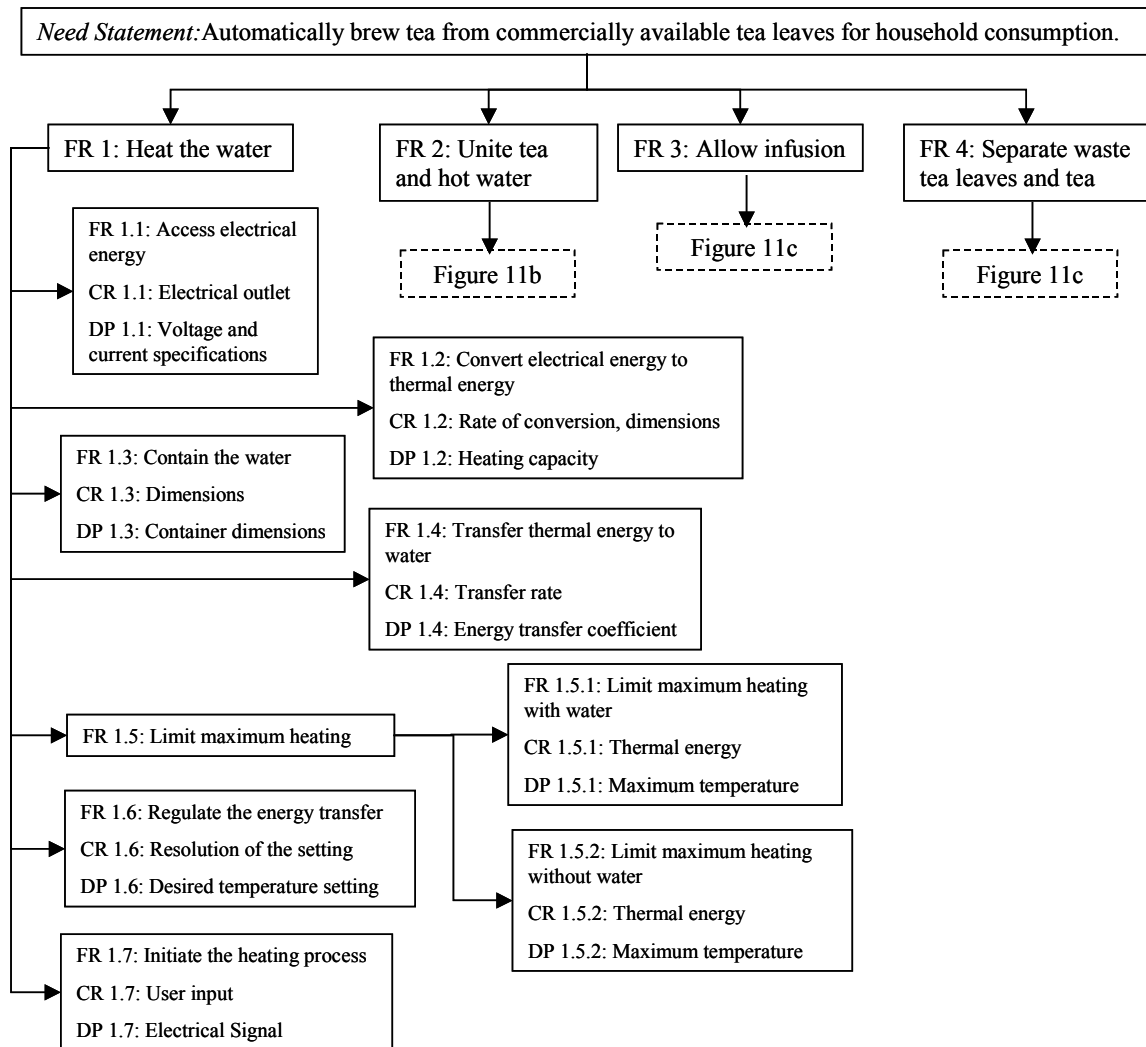 Need Statement:Automatically brew tea from commercially available tea leaves for household consumption.
FR 1: Heat the water
FR 2: Unite tea
and hot water
FR 3: Allow infusion
FR 4: Separate waste
tea leaves and tea
Figure 11b
Figure 11c
Figure 11c
FR 1.1: Access electrical
energy
CR 1.1: Electrical outlet
DP 1.1: Voltage and
current specifications
FR 1.2: Convert electrical energy to
thermal energy
CR 1.2: Rate of conversion, dimensions
DP 1.2: Heating capacity
FR 1.3: Contain the water
CR 1.3: Dimensions
DP 1.3: Container dimensions
FR 1.4: Transfer thermal energy to
water
CR 1.4: Transfer rate
DP 1.4: Energy transfer coefficient
FR 1.5: Limit maximum heating
FR 1.5.1: Limit maximum heating
with water
CR 1.5.1: Thermal energy
DP 1.5.1: Maximum temperature
FR 1.6: Regulate the energy transfer
CR 1.6: Resolution of the setting
DP 1.6: Desired temperature setting
FR 1.5.2: Limit maximum heating
without water
CR 1.5.2: Thermal energy
DP 1.5.2: Maximum temperature
FR 1.7: Initiate the heating process
CR 1.7: User input
DP 1.7: Electrical Signal